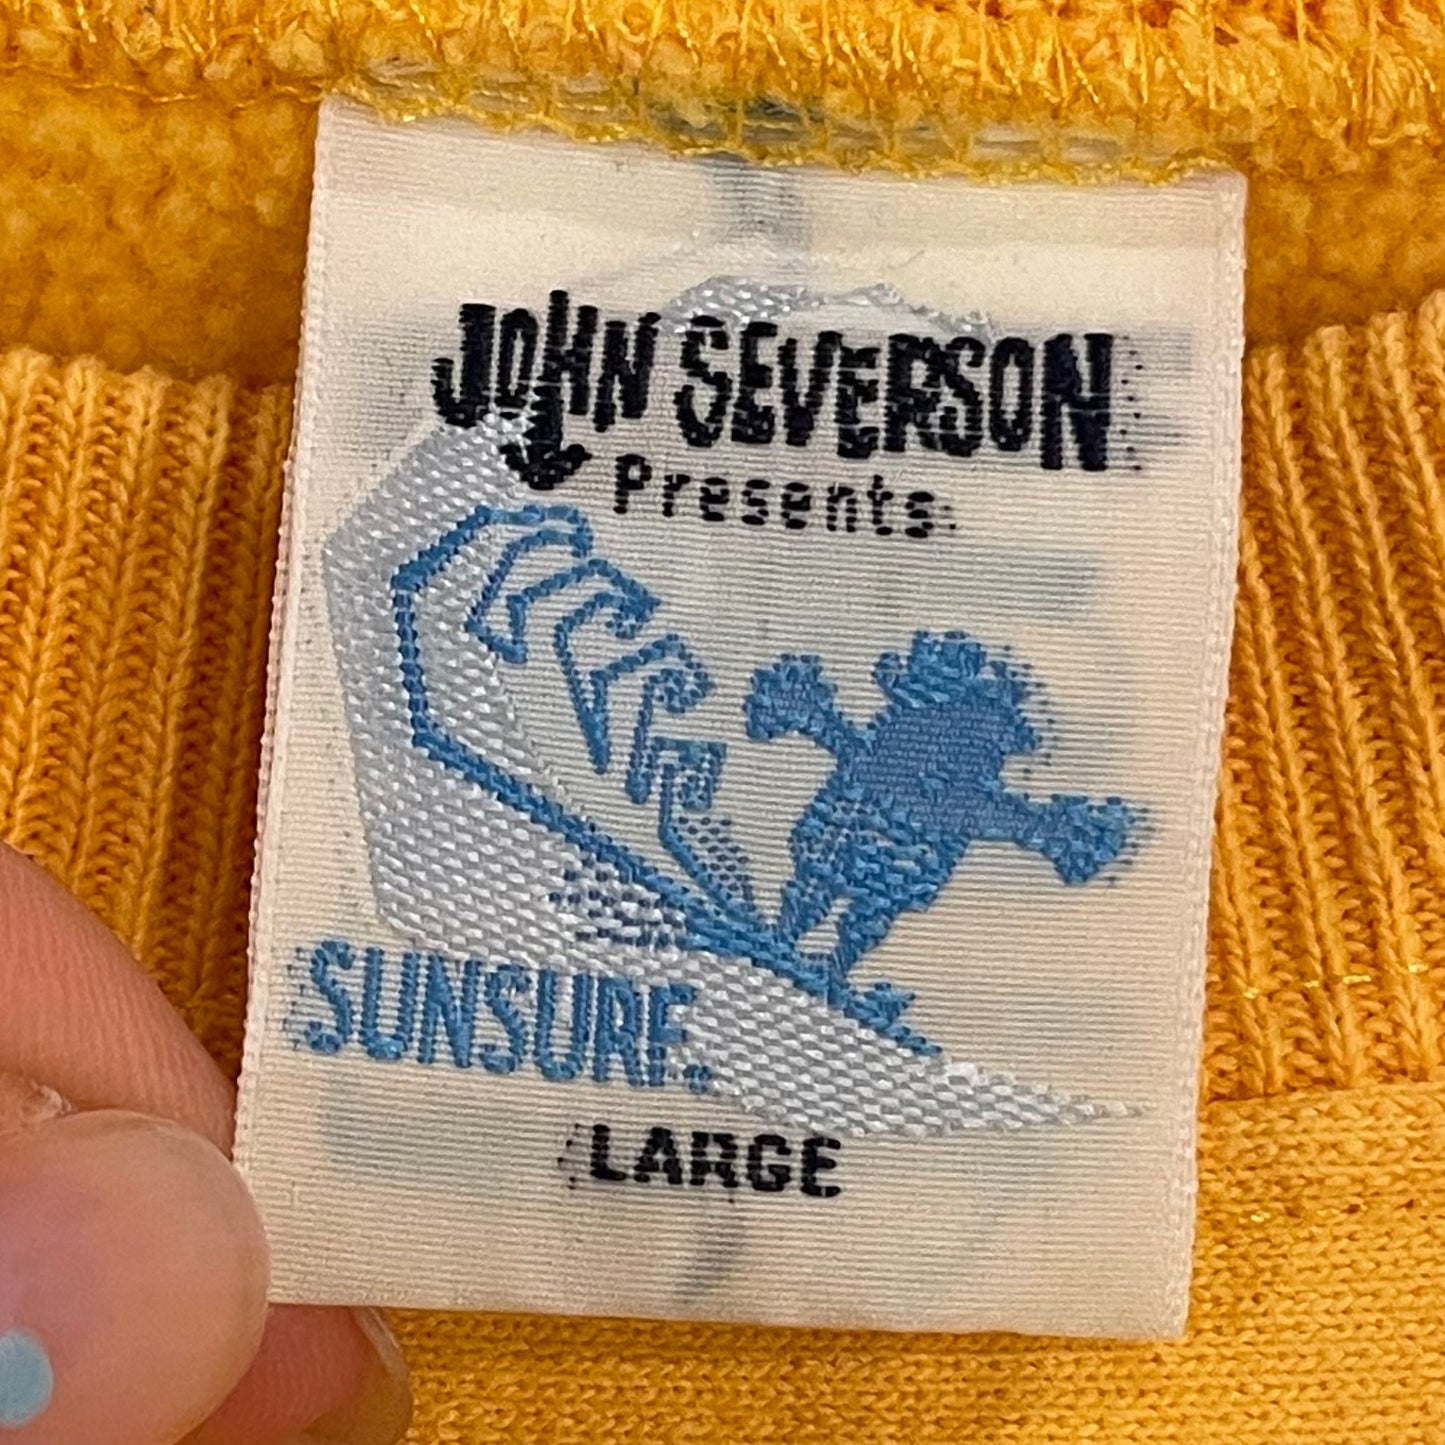 JOHN SEVERSON
Presents
SUNSURF
LARGE